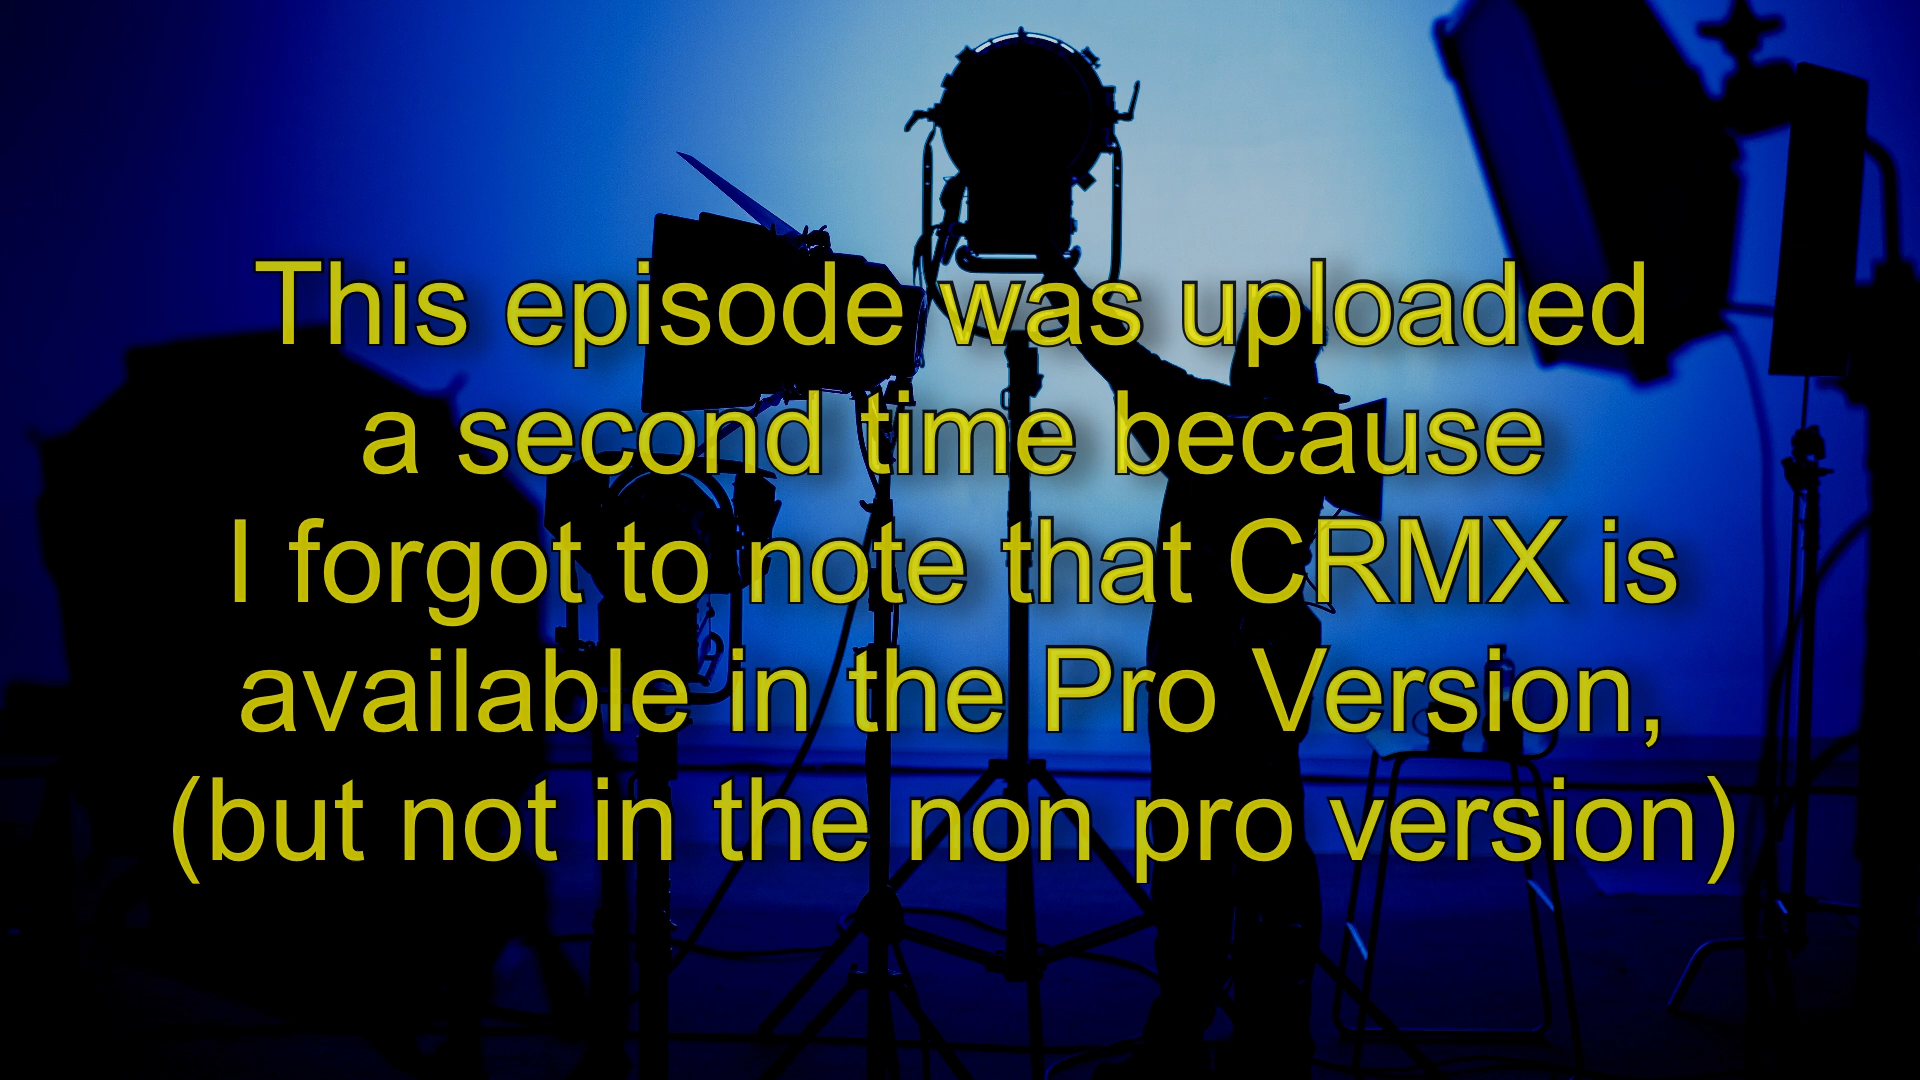 This episode was uploaded
a second time because
I forgot to note that CRMX is
available in the Pro Version,
(but not in the non pro version)